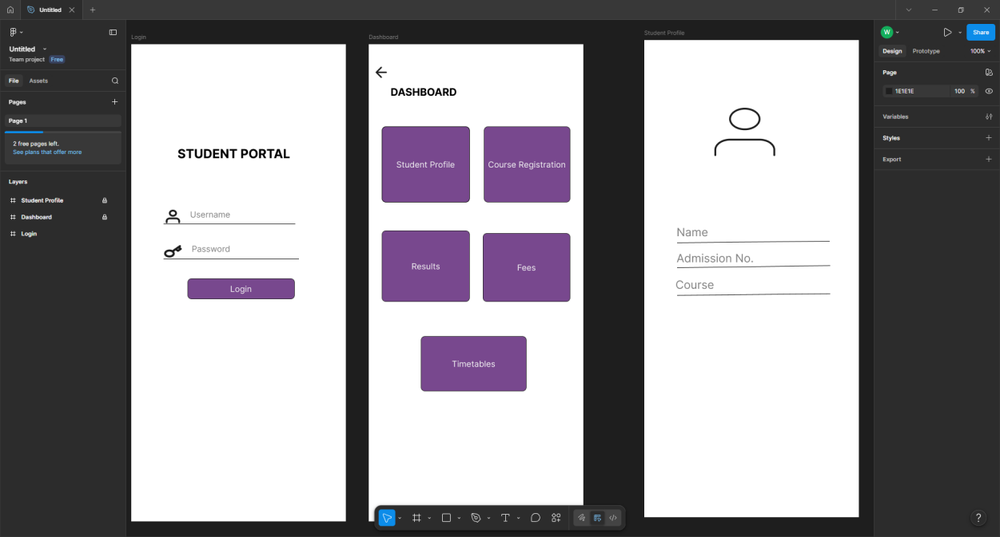 Untitled
Untitled
Team project Free
File Assets
Pages
Page 1
2 free pages left.
See plans that offer more
Layers
Student Profile
Dashboard
Login
Login
STUDENT PORTAL
Username
Password
Login
Dashboard
DASHBOARD
Student Profile Course Registration
Results Fees
Timetables
Student Profile
Name
Admission No.
Course
W Share
Design Prototype 100%
Page
1E1E1E 100 %
Variables
Styles
Export
?